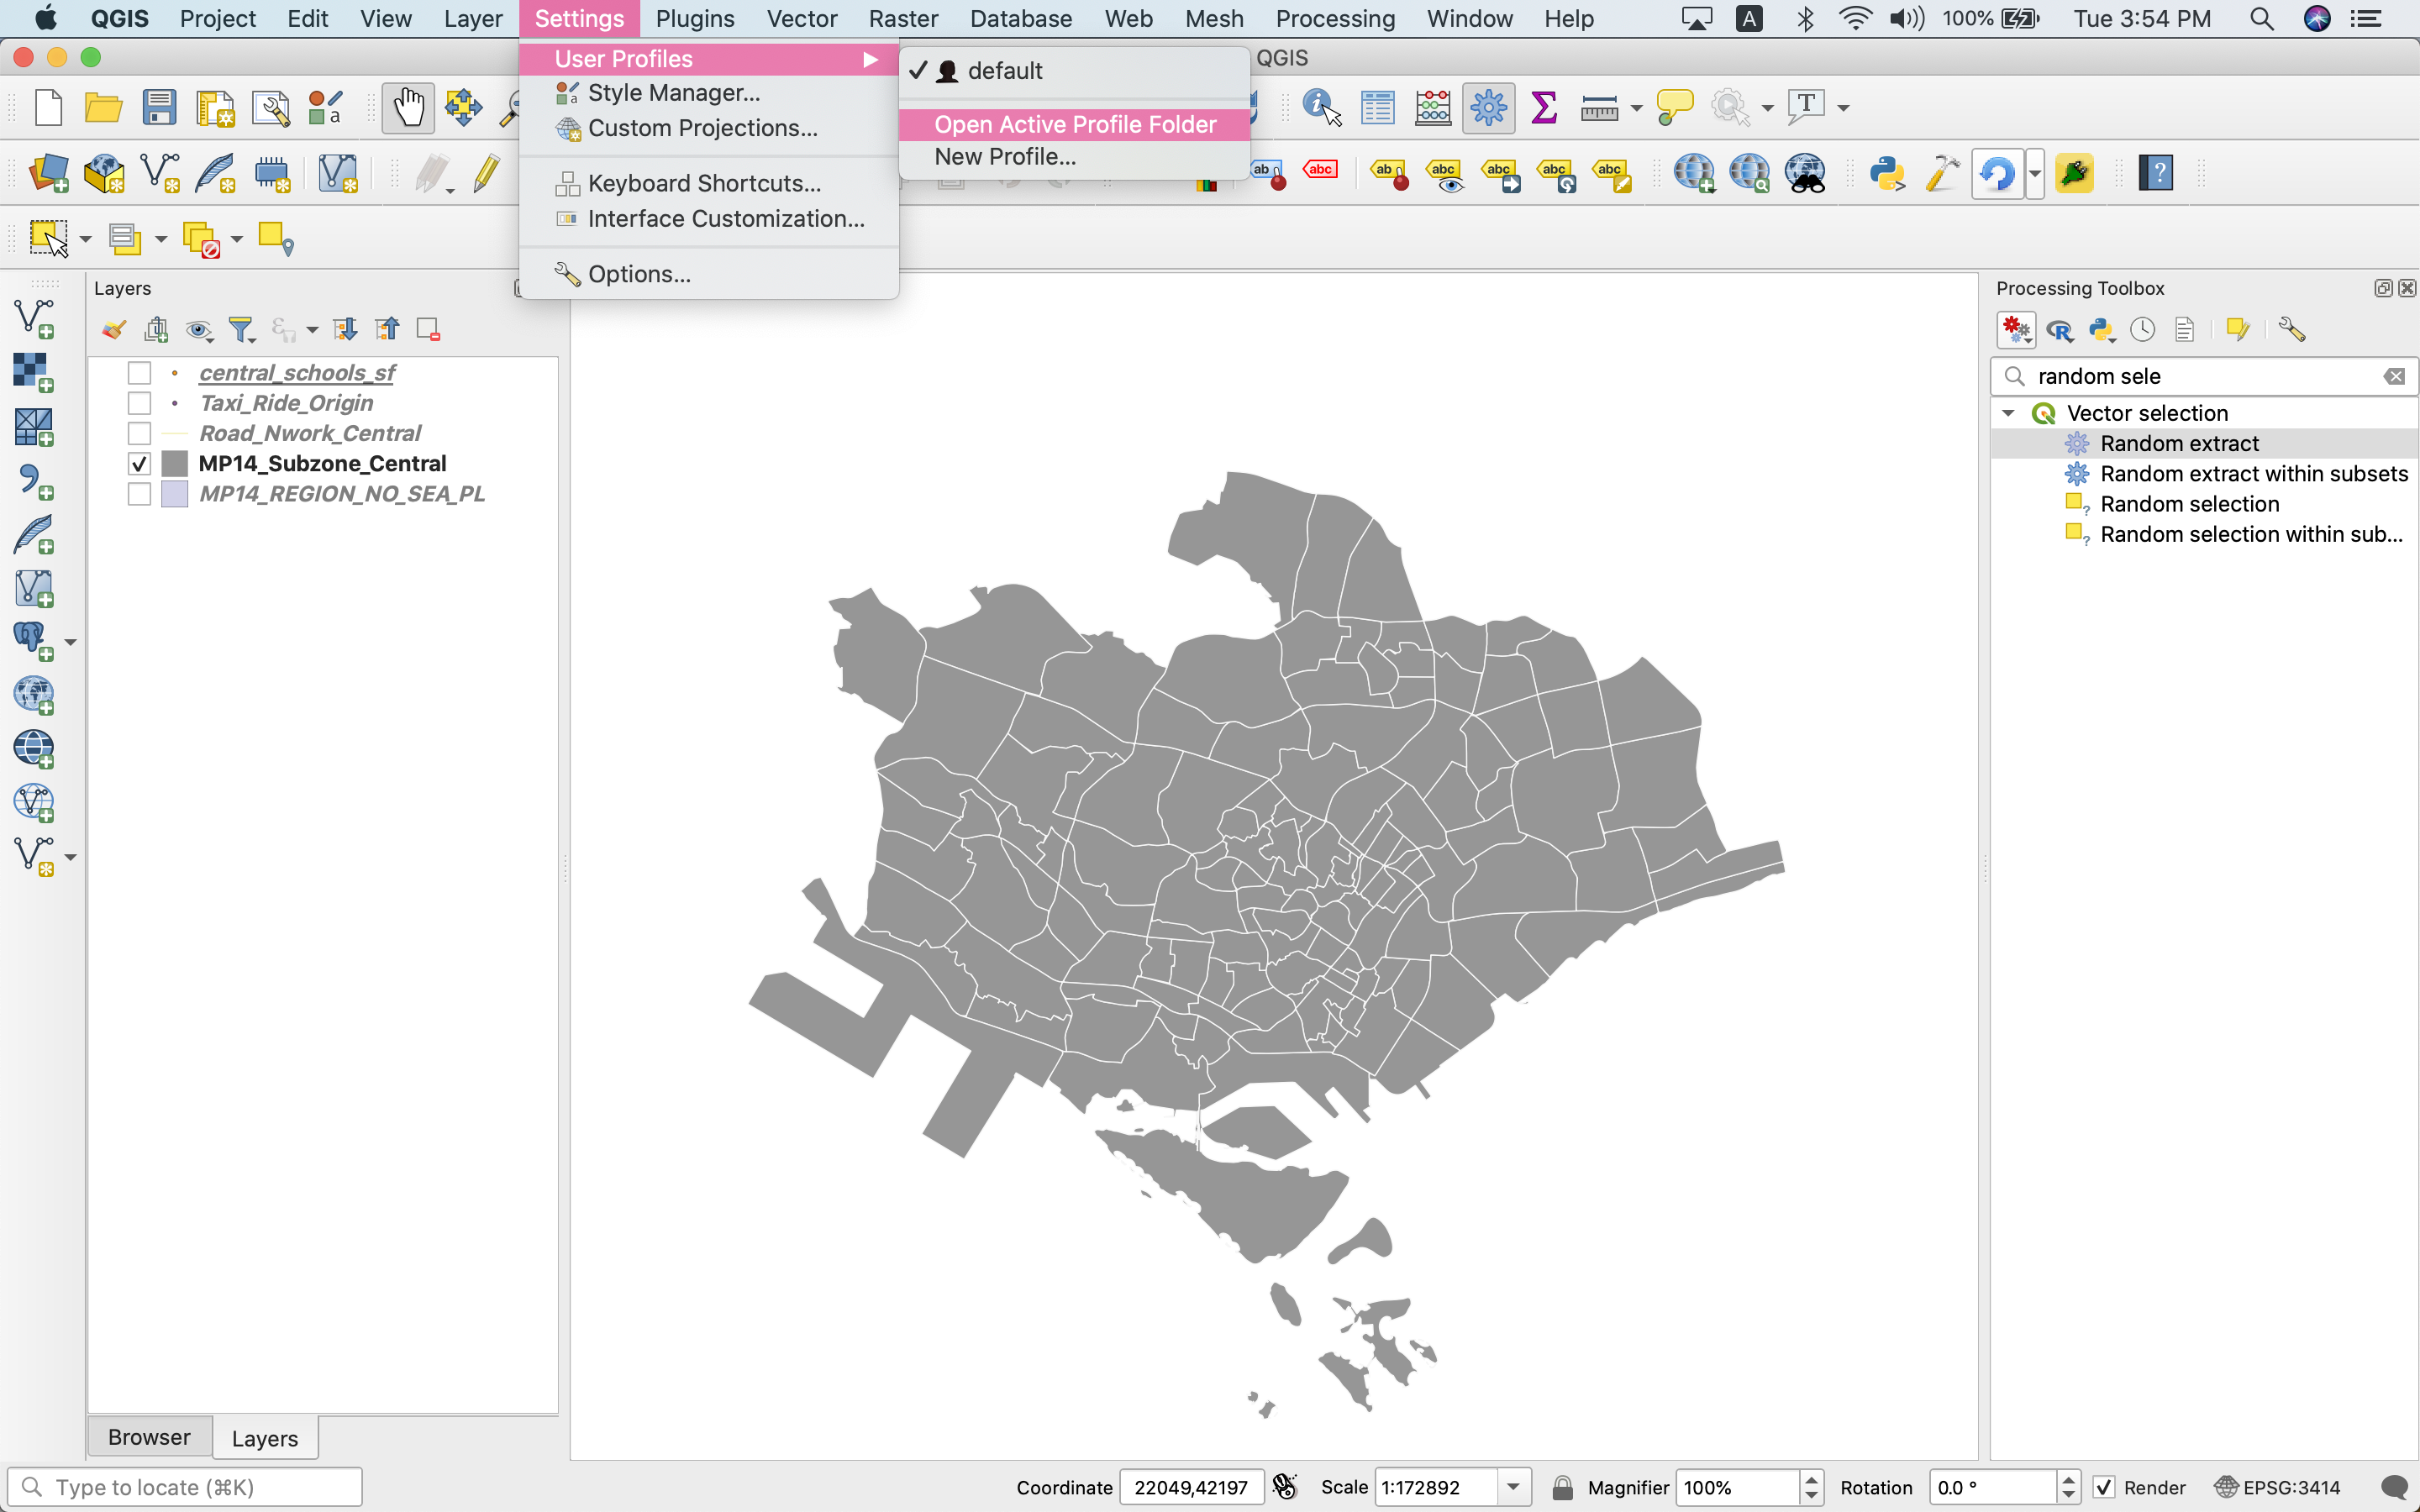 QGIS Project Edit View Layer Settings Plugins Vector Raster Database Web Mesh Processing Window Help A 100% Tue 3:54 PM
QGIS
User Profiles
Style Manager...
Custom Projections...
Keyboard Shortcuts...
Interface Customization...
Options...
default
Open Active Profile Folder
New Profile...
Layers
central_schools_sf
Taxi_Ride_Origin
Road_Nwork_Central
MP14_Subzone_Central
MP14_REGION_NO_SEA_PL
Processing Toolbox
random sele
Vector selection
Random extract
Random extract within subsets
Random selection
Random selection within sub...
Browser Layers
Type to locate (⌘K)
Coordinate 22049,42197 Scale 1:172892 Magnifier 100% Rotation 0.0 ° Render EPSG:3414